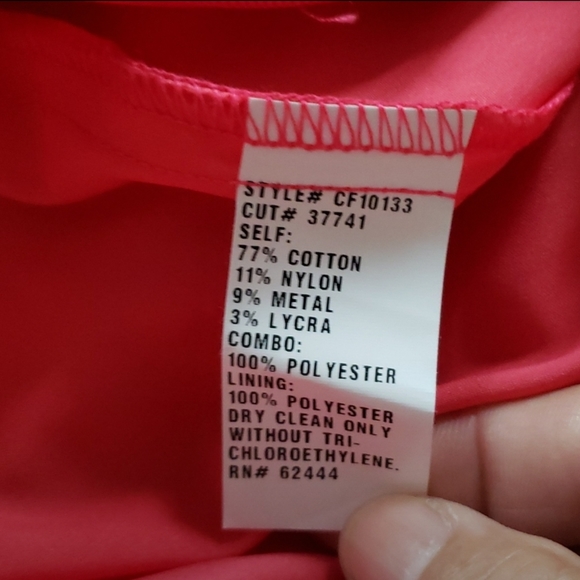 STYLE# CF10133
CUT# 37741
SELF:
77% COTTON
11% NYLON
9% METAL
3% LYCRA
COMBO:
100% POLYESTER
LINING:
100% POLYESTER
DRY CLEAN ONLY
WITHOUT TRI-
CHLOROETHYLENE.
RN# 62444